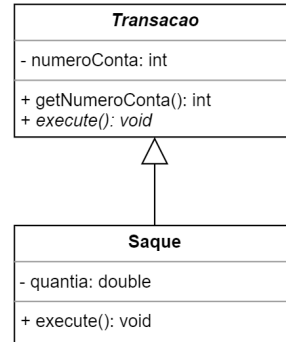 Transacao
- numeroConta: int
+ getNumeroConta(): int
+ execute(): void
Saque
- quantia: double
+ execute(): void